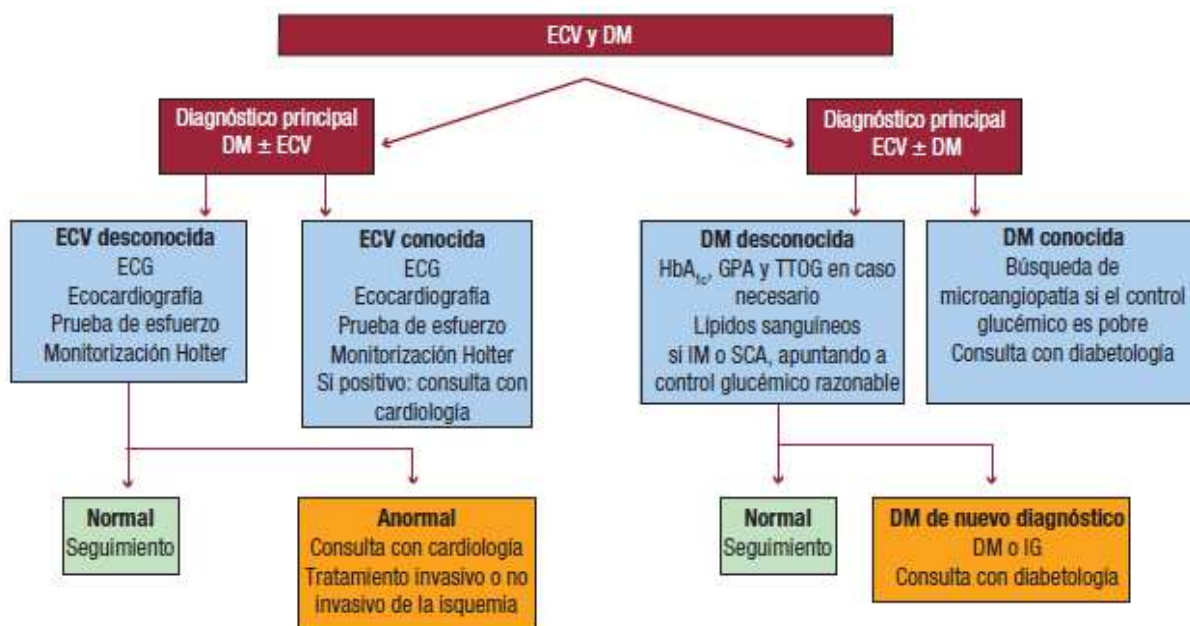 ECV y DM
Diagnóstico principal
DM ± ECV
Diagnóstico principal
ECV ± DM
ECV desconocida
ECG
Ecocardiografía
Prueba de esfuerzo
Monitorización Holter
ECV conocida
ECG
Ecocardiografía
Prueba de esfuerzo
Monitorización Holter
Si positivo: consulta con
cardiología
DM desconocida
HbA1c, GPA y TTOG en caso
necesario
Lípidos sanguíneos
si IM o SCA, apuntando a
control glucémico razonable
DM conocida
Búsqueda de
microangiopatía si el control
glucémico es pobre
Consulta con diabetología
Normal
Seguimiento
Anormal
Consulta con cardiología
Tratamiento invasivo o no
invasivo de la isquemia
Normal
Seguimiento
DM de nuevo diagnóstico
DM o IG
Consulta con diabetología